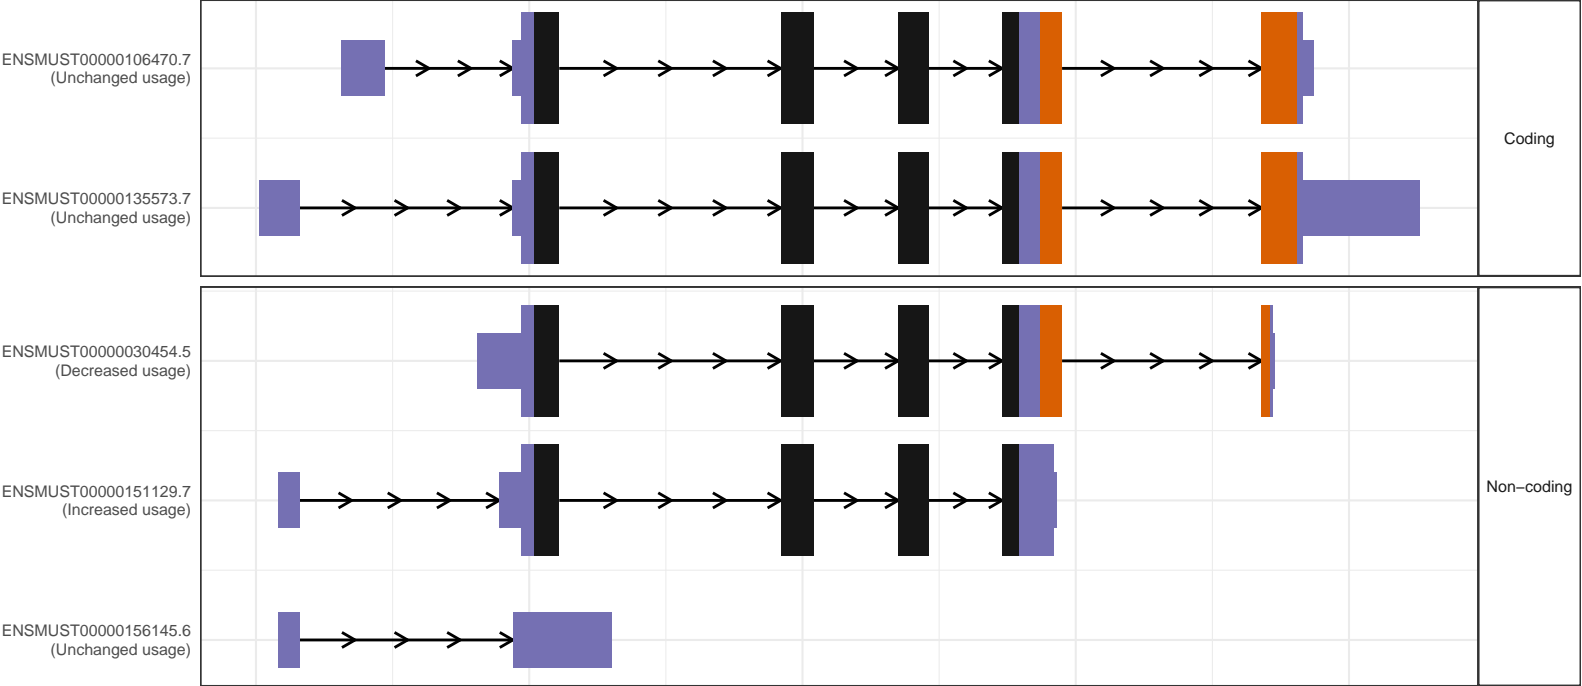 ENSMUST00000106470.7
(Unchanged usage)
ENSMUST00000135573.7
(Unchanged usage)
Coding
ENSMUST00000030454.5
(Decreased usage)
ENSMUST00000151129.7
(Increased usage)
ENSMUST00000156145.6
(Unchanged usage)
Non−coding